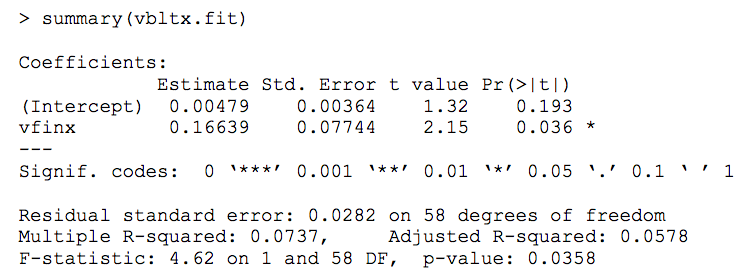 > summary(vbltx.fit)
Coefficients:
Estimate Std. Error t value Pr(>|t|)
(Intercept) 0.00479 0.00364 1.32 0.193
vfinx 0.16639 0.07744 2.15 0.036 *
---
Signif. codes: 0 ‘***’ 0.001 ‘**’ 0.01 ‘*’ 0.05 ‘.’ 0.1 ‘ ’ 1
Residual standard error: 0.0282 on 58 degrees of freedom
Multiple R-squared: 0.0737, Adjusted R-squared: 0.0578
F-statistic: 4.62 on 1 and 58 DF, p-value: 0.0358